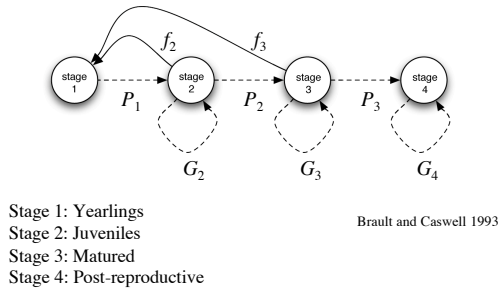 f₂ f₃
stage 1 stage 2 stage 3 stage 4
P₁ P₂ P₃
G₂ G₃ G₄
Stage 1: Yearlings
Brault and Caswell 1993
Stage 2: Juveniles
Stage 3: Matured
Stage 4: Post-reproductive